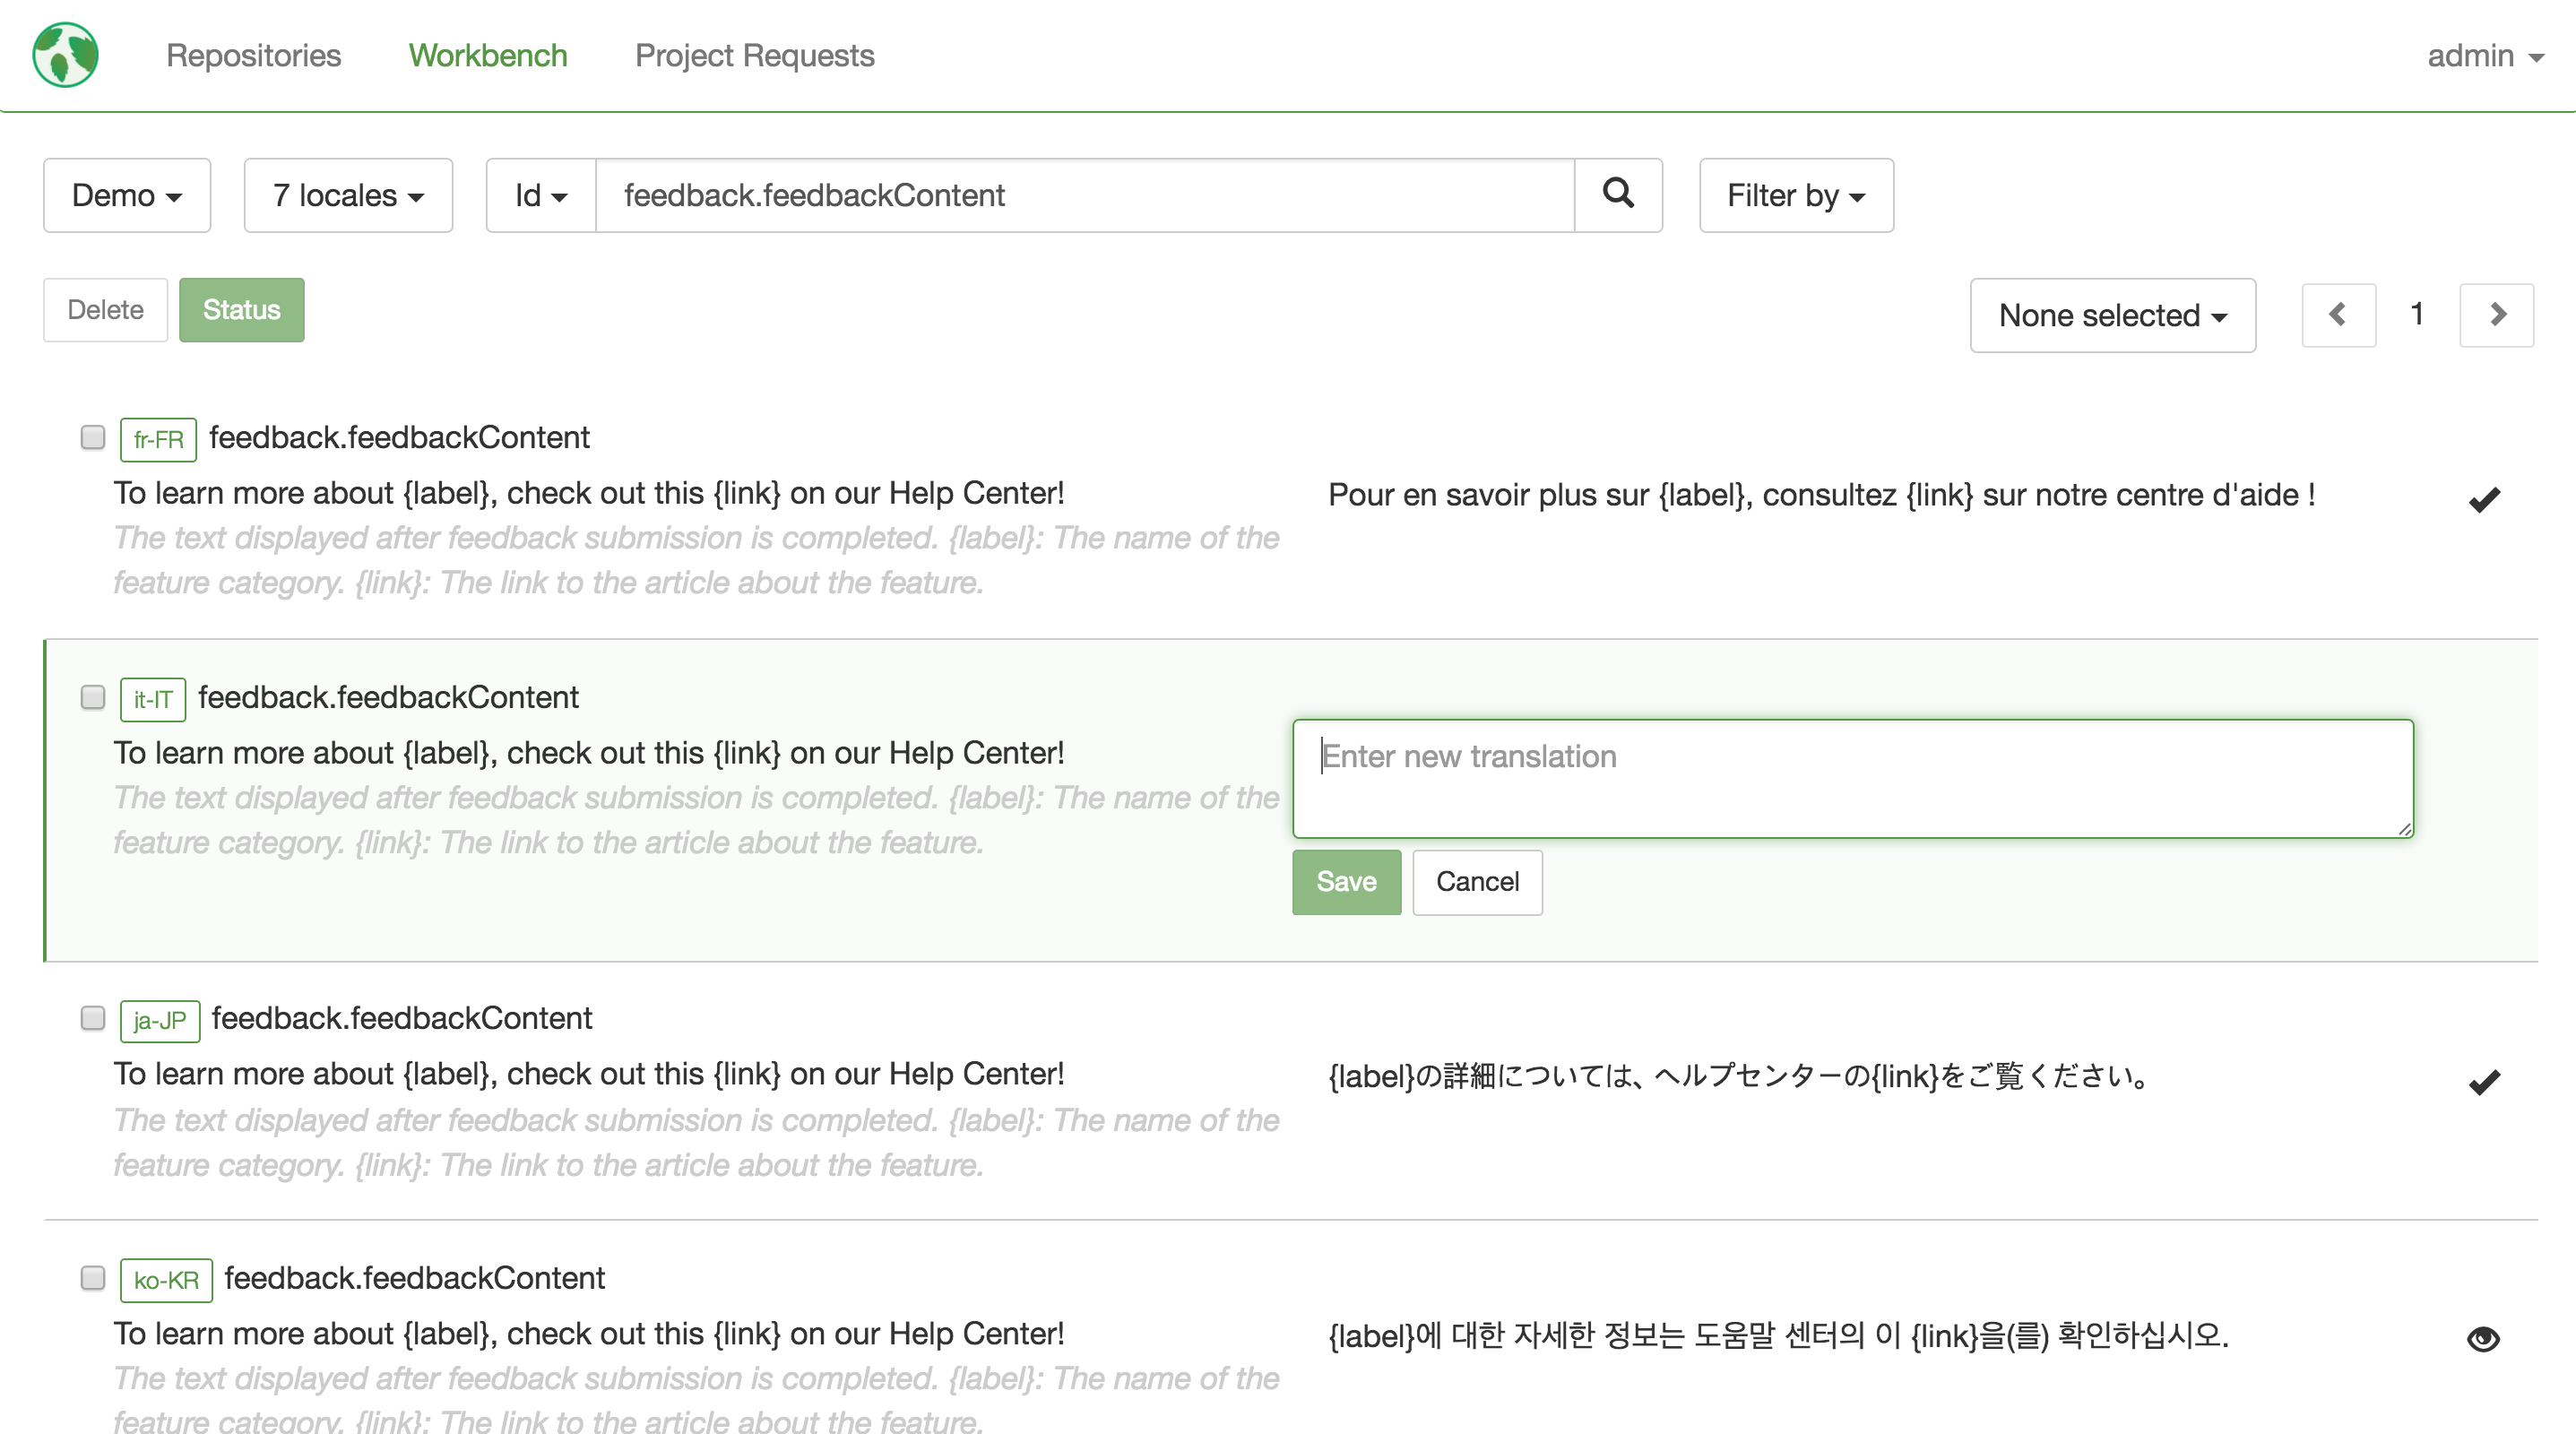 Repositories Workbench Project Requests admin
Demo 7 locales Id feedback.feedbackContent Filter by
Delete Status None selected 1
fr-FR feedback.feedbackContent
To learn more about {label}, check out this {link} on our Help Center! Pour en savoir plus sur {label}, consultez {link} sur notre centre d'aide !
The text displayed after feedback submission is completed. {label}: The name of the
feature category. {link}: The link to the article about the feature.
it-IT feedback.feedbackContent
To learn more about {label}, check out this {link} on our Help Center! Enter new translation
The text displayed after feedback submission is completed. {label}: The name of the
feature category. {link}: The link to the article about the feature.
Save Cancel
ja-JP feedback.feedbackContent
To learn more about {label}, check out this {link} on our Help Center! {label}の詳細については、ヘルプセンターの{link}をご覧ください。
The text displayed after feedback submission is completed. {label}: The name of the
feature category. {link}: The link to the article about the feature.
ko-KR feedback.feedbackContent
To learn more about {label}, check out this {link} on our Help Center! {label}에 대한 자세한 정보는 도움말 센터의 이 {link}을(를) 확인하십시오.
The text displayed after feedback submission is completed. {label}: The name of the
feature category. {link}: The link to the article about the feature.